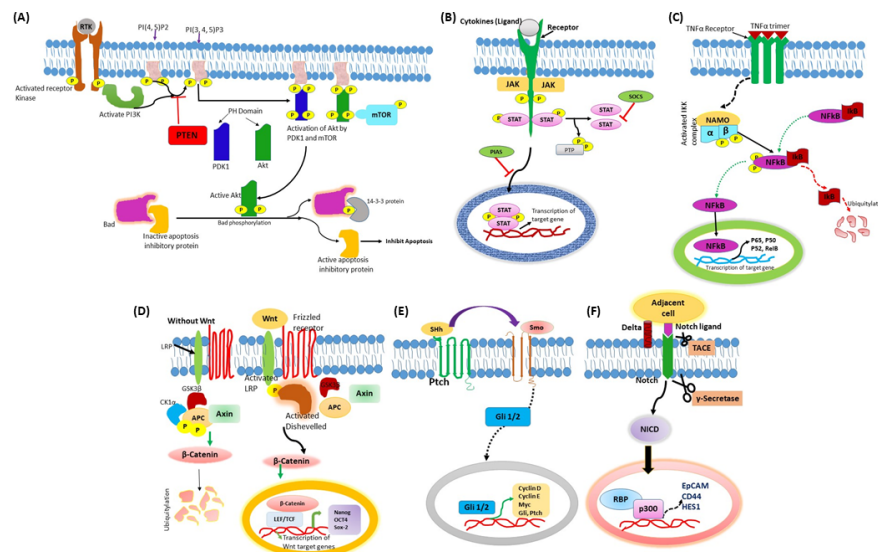 (A)
RTK
PI(4, 5)P2
PI(3, 4, 5)P3
P
P
P
P
P
P
P
P
P
P
P
Activated receptor
Kinase
Activate PI3K
PTEN
PH Domain
PDK1
Akt
Activation of Akt by
PDK1 and mTOR
mTOR
Active Akt
P
P
Bad
Inactive apoptosis
inhibitory protein
Bad phosphorylation
14-3-3 protein
P
Active apoptosis
inhibitory protein
Inhibit Apoptosis
(B)
Cytokines (Ligand)
Receptor
P
P
P
P
JAK
JAK
P
P
STAT
STAT
STAT
STAT
SOCS
P
P
PTP
PIAS
STAT
P
P
STAT
Transcription of
target gene
(C)
TNFα Receptor
TNFα trimer
Activated IKK
complex
NAMO
α
β
P
P
NFkB
IkB
P
P
NFkB
IkB
NFkB
IkB
Ubiquitylat
NFkB
P65, P50
P52, RelB
Transcription of target gene
(D)
Without Wnt
LRP
GSK3β
CK1α
APC
Axin
P
P
β-Catenin
Ubiquitylation
Wnt
Frizzled
receptor
Activated
LRP
P
GSK3β
Axin
APC
Activated
Dishevelled
β-Catenin
β-Catenin
LEF/TCF
Nanog
OCT4
Sox-2
Transcription of
Wnt target genes
(E)
SHh
Smo
Ptch
Gli 1/2
Gli 1/2
Cyclin D
Cyclin E
Myc
Gli, Ptch
(F)
Adjacent
cell
Delta
Notch ligand
TACE
Notch
γ-Secretase
NICD
RBP
p300
EpCAM
CD44
HES1